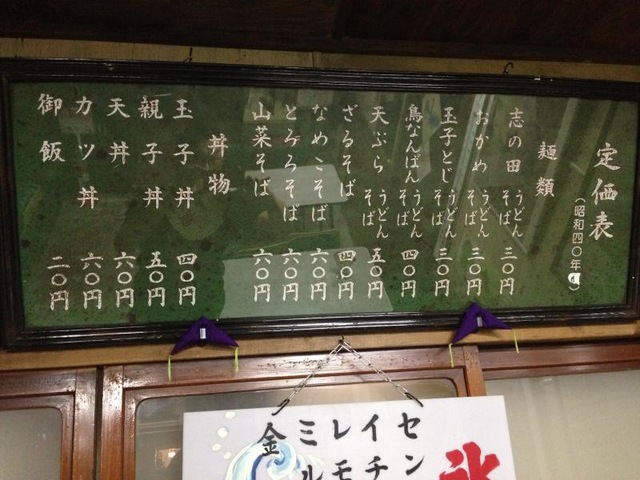 定価表
(昭和四〇年)
麺類
志の田 うどん そば 三〇円
おかめ うどん そば 三〇円
玉子とじ うどん そば 三〇円
鳥なんばん うどん そば 四〇円
天ぷら うどん そば 五〇円
ざるそば 四〇円
なめこそば 六〇円
とろろそば 六〇円
山菜そば 六〇円
丼物
玉子丼 四〇円
親子丼 五〇円
天丼 六〇円
カツ丼 六〇円
御飯 二〇円
氷
セン
イチ
レモ
ミル
金